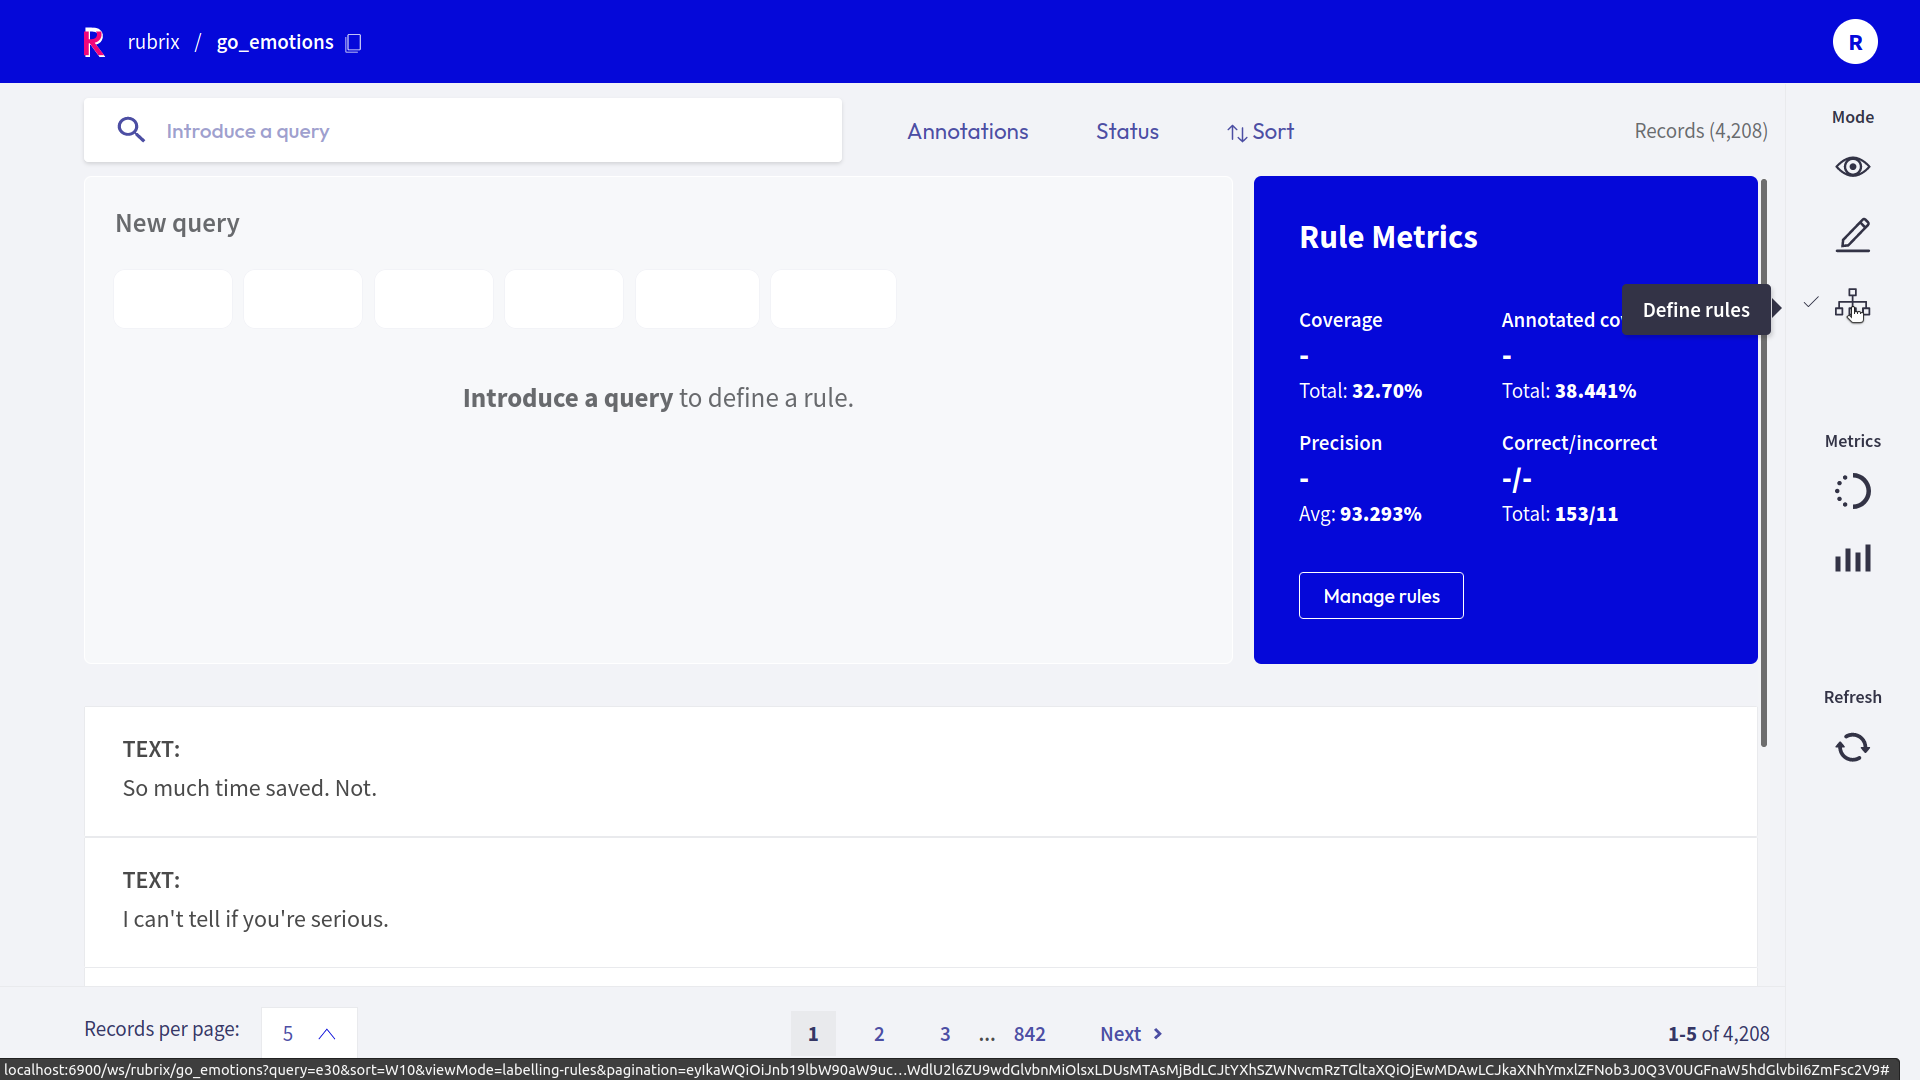 R rubrix / go_emotions
R
Introduce a query
Annotations
Status
Sort
Records (4,208)
Mode
New query
Introduce a query to define a rule.
Rule Metrics
Define rules
Coverage
-
Total: 32.70%
Annotated co
-
Total: 38.441%
Precision
-
Avg: 93.293%
Correct/incorrect
-/-
Total: 153/11
Manage rules
Metrics
Refresh
TEXT:
So much time saved. Not.
TEXT:
I can't tell if you're serious.
Records per page: 5
1 2 3 ... 842 Next
1-5 of 4,208
localhost:6900/ws/rubrix/go_emotions?query=e30&sort=W10&viewMode=labelling-rules&pagination=eyIkaWQiOiJnb19lbW90aW9uc...WdlU2l6ZU9wdGlvbnMiOlsxLDUsMTAsMjBdLCJtYXhSZWNvcmRzTGltaXQiOjEwMDAwLCJkaXNhYmxlZFNob3J0Q3V0UGFnaW5hdGlvbiI6ZmFsc2V9#